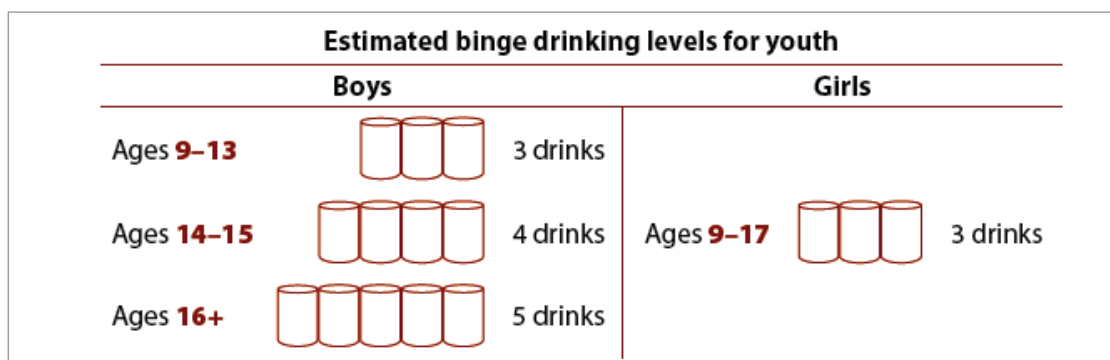 Estimated binge drinking levels for youth
Boys
Girls
Ages 9–13 3 drinks
Ages 14–15 4 drinks
Ages 16+ 5 drinks
Ages 9–17 3 drinks